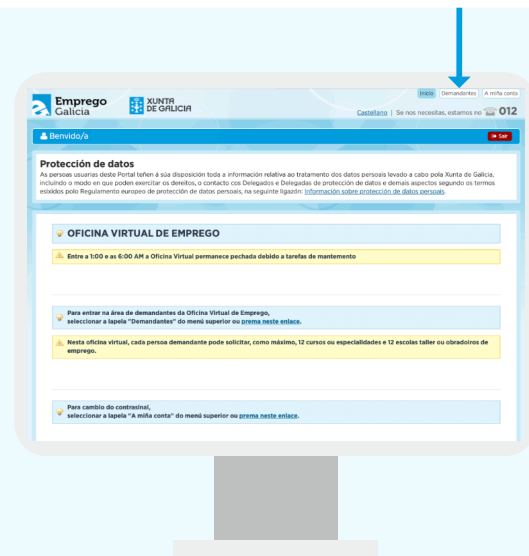 Inicio Demandantes A miña conta
Emprego
Galicia
XUNTA
DE GALICIA
Castellano | Se nos necesitas, estamos no 012
Benvido/a
Sair
Protección de datos
As persoas usuarias deste Portal teñen á súa disposición toda a información relativa ao tratamento dos datos persoais levado a cabo pola Xunta de Galicia,
incluindo o modo en que poden exercitar os dereitos, o contacto cos Delegados e Delegadas de protección de datos e demais aspectos segundo os termos
esixidos polo Regulamento europeo de protección de datos persoais, na seguinte ligazón: Información sobre protección de datos persoais.
OFICINA VIRTUAL DE EMPREGO
Entre a 1:00 e as 6:00 AM a Oficina Virtual permanece pechada debido a tarefas de mantemento
Para entrar na área de demandantes da Oficina Virtual de Emprego,
seleccionar a lapela "Demandantes" do menú superior ou prema neste enlace.
Nesta oficina virtual, cada persoa demandante pode solicitar, como máximo, 12 cursos ou especialidades e 12 escolas taller ou obradoiros de
emprego.
Para cambio do contrasinal,
seleccionar a lapela "A miña conta" do menú superior ou prema neste enlace.